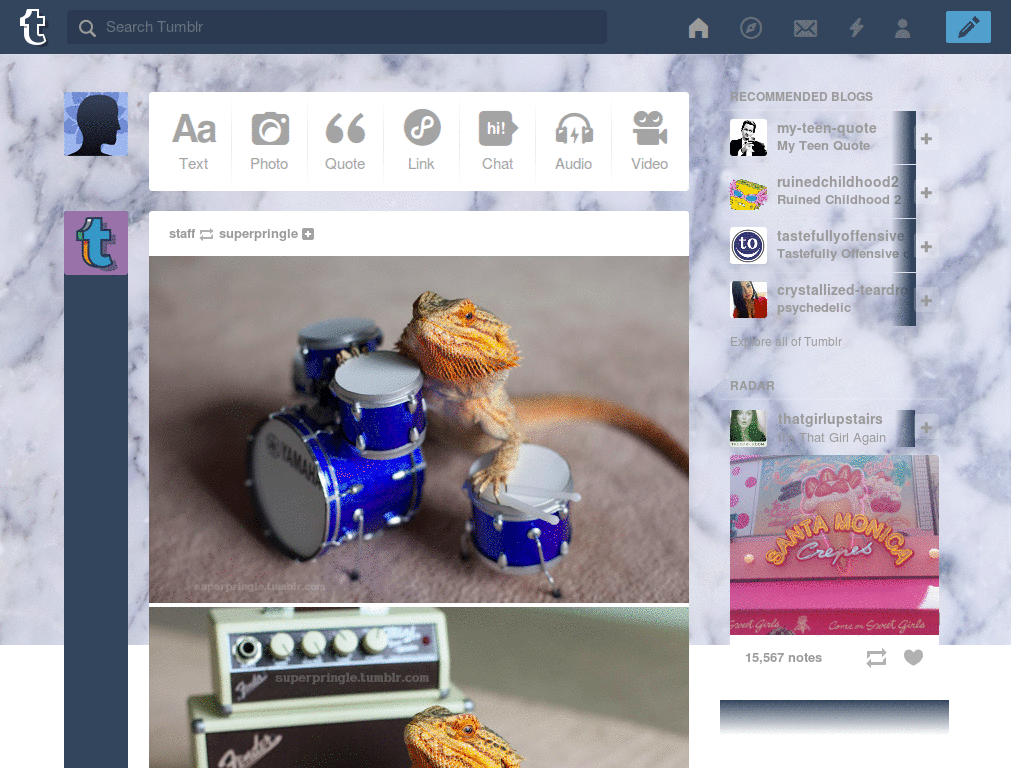 t
Search Tumblr
Aa
hi!
Text
Photo
Quote
Link
Chat
Audio
Video
t
staff superpringle
YAMAH
superpringle.tumblr.com
superpringle.tumblr.com
Fender
Fender
RECOMMENDED BLOGS
my-teen-quote
My Teen Quote
ruinedchildhood2
Ruined Childhood 2
to
tastefullyoffensive
Tastefully Offensive
crystallized-teardro
psychedelic
Explore all of Tumblr
RADAR
thatgirlupstairs
That Girl Again
SANTA MONICA
Crepes
Sweet Girls
Come on Sweet Girls
15,567 notes